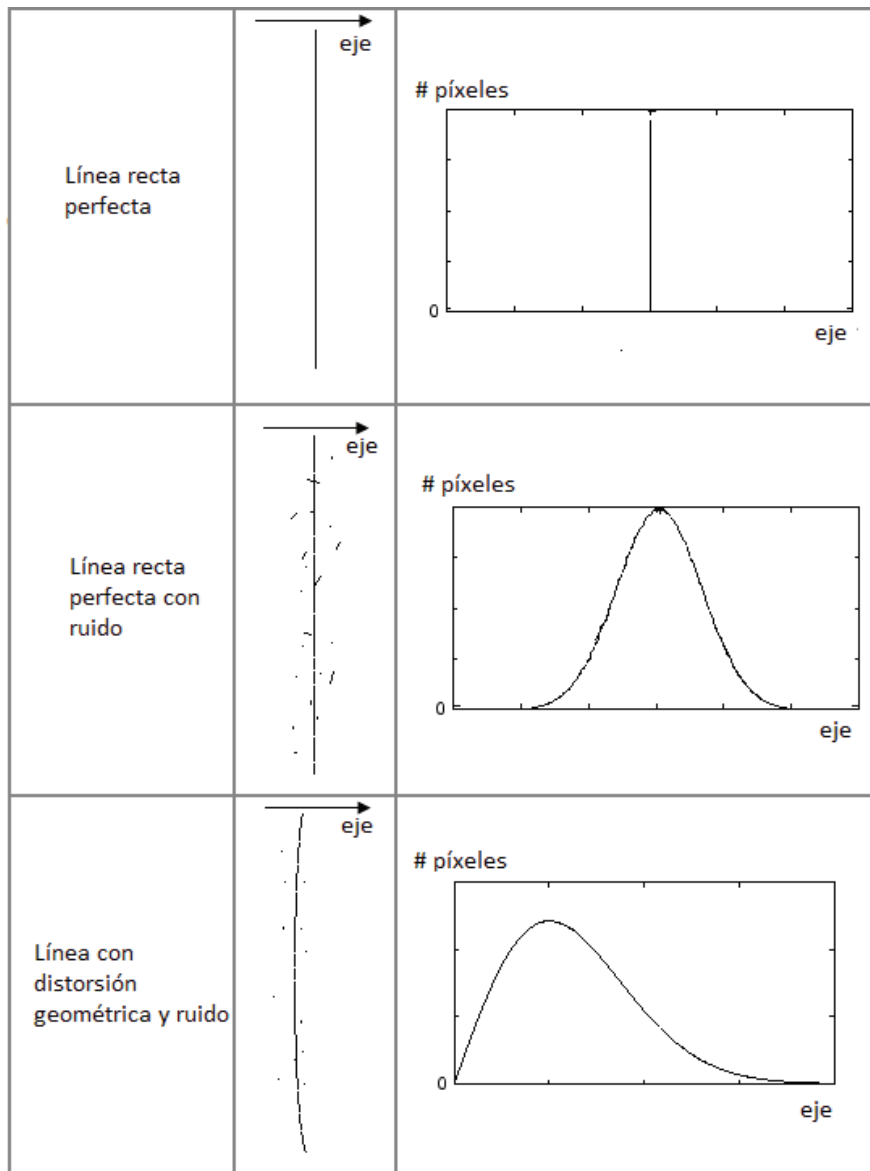 eje
# píxeles
Línea recta
perfecta
0
eje
eje
# píxeles
Línea recta
perfecta con
ruido
0
eje
eje
# píxeles
Línea con
distorsión
geométrica y ruido
0
eje